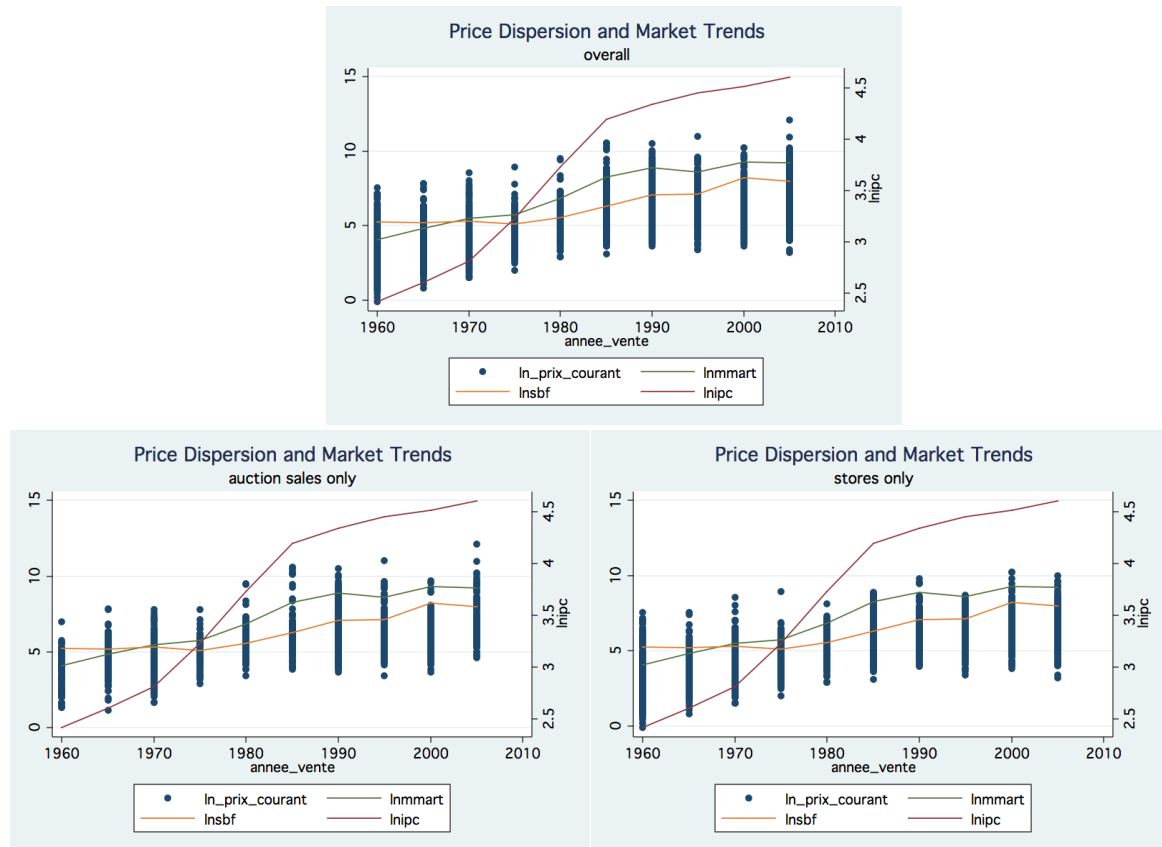 Price Dispersion and Market Trends
overall
15
10
5
0
4.5
4
3.5
3
2.5
lnipc
1960 1970 1980 1990 2000 2010
annee_vente
ln_prix_courant lnmmart
lnsbf lnipc
Price Dispersion and Market Trends
auction sales only
15
10
5
0
4.5
4
3.5
3
2.5
lnipc
1960 1970 1980 1990 2000 2010
annee_vente
ln_prix_courant lnmmart
lnsbf lnipc
Price Dispersion and Market Trends
stores only
15
10
5
0
4.5
4
3.5
3
2.5
lnipc
1960 1970 1980 1990 2000 2010
annee_vente
ln_prix_courant lnmmart
lnsbf lnipc